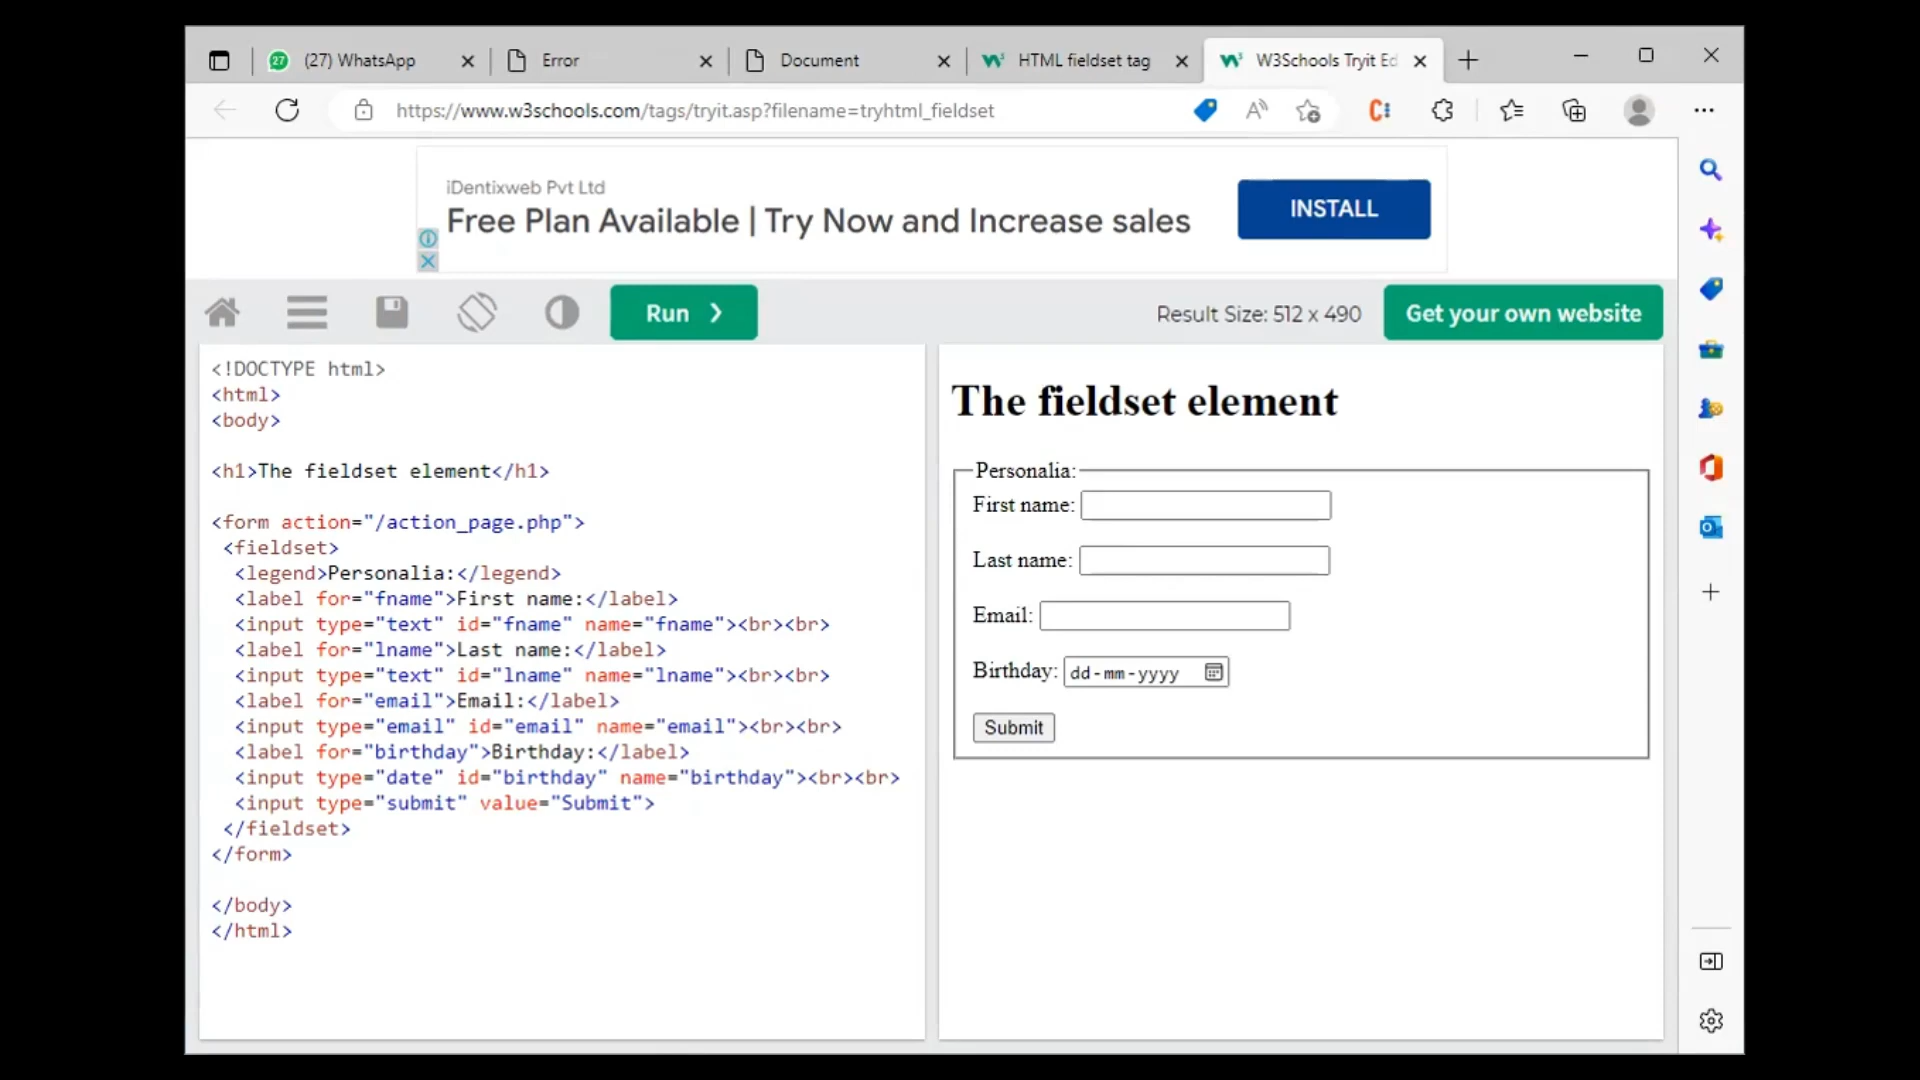 27 (27) WhatsApp Error Document HTML fieldset tag W3Schools Tryit Ed
https://www.w3schools.com/tags/tryit.asp?filename=tryhtml_fieldset
iDentixweb Pvt Ltd
Free Plan Available | Try Now and Increase sales
INSTALL
Run ❯
Result Size: 512 x 490
Get your own website
<!DOCTYPE html>
<html>
<body>
<h1>The fieldset element</h1>
<form action="/action_page.php">
<fieldset>
<legend>Personalia:</legend>
<label for="fname">First name:</label>
<input type="text" id="fname" name="fname"><br><br>
<label for="lname">Last name:</label>
<input type="text" id="lname" name="lname"><br><br>
<label for="email">Email:</label>
<input type="email" id="email" name="email"><br><br>
<label for="birthday">Birthday:</label>
<input type="date" id="birthday" name="birthday"><br><br>
<input type="submit" value="Submit">
</fieldset>
</form>
</body>
</html>
The fieldset element
Personalia:
First name:
Last name:
Email:
Birthday: dd-mm-yyyy
Submit